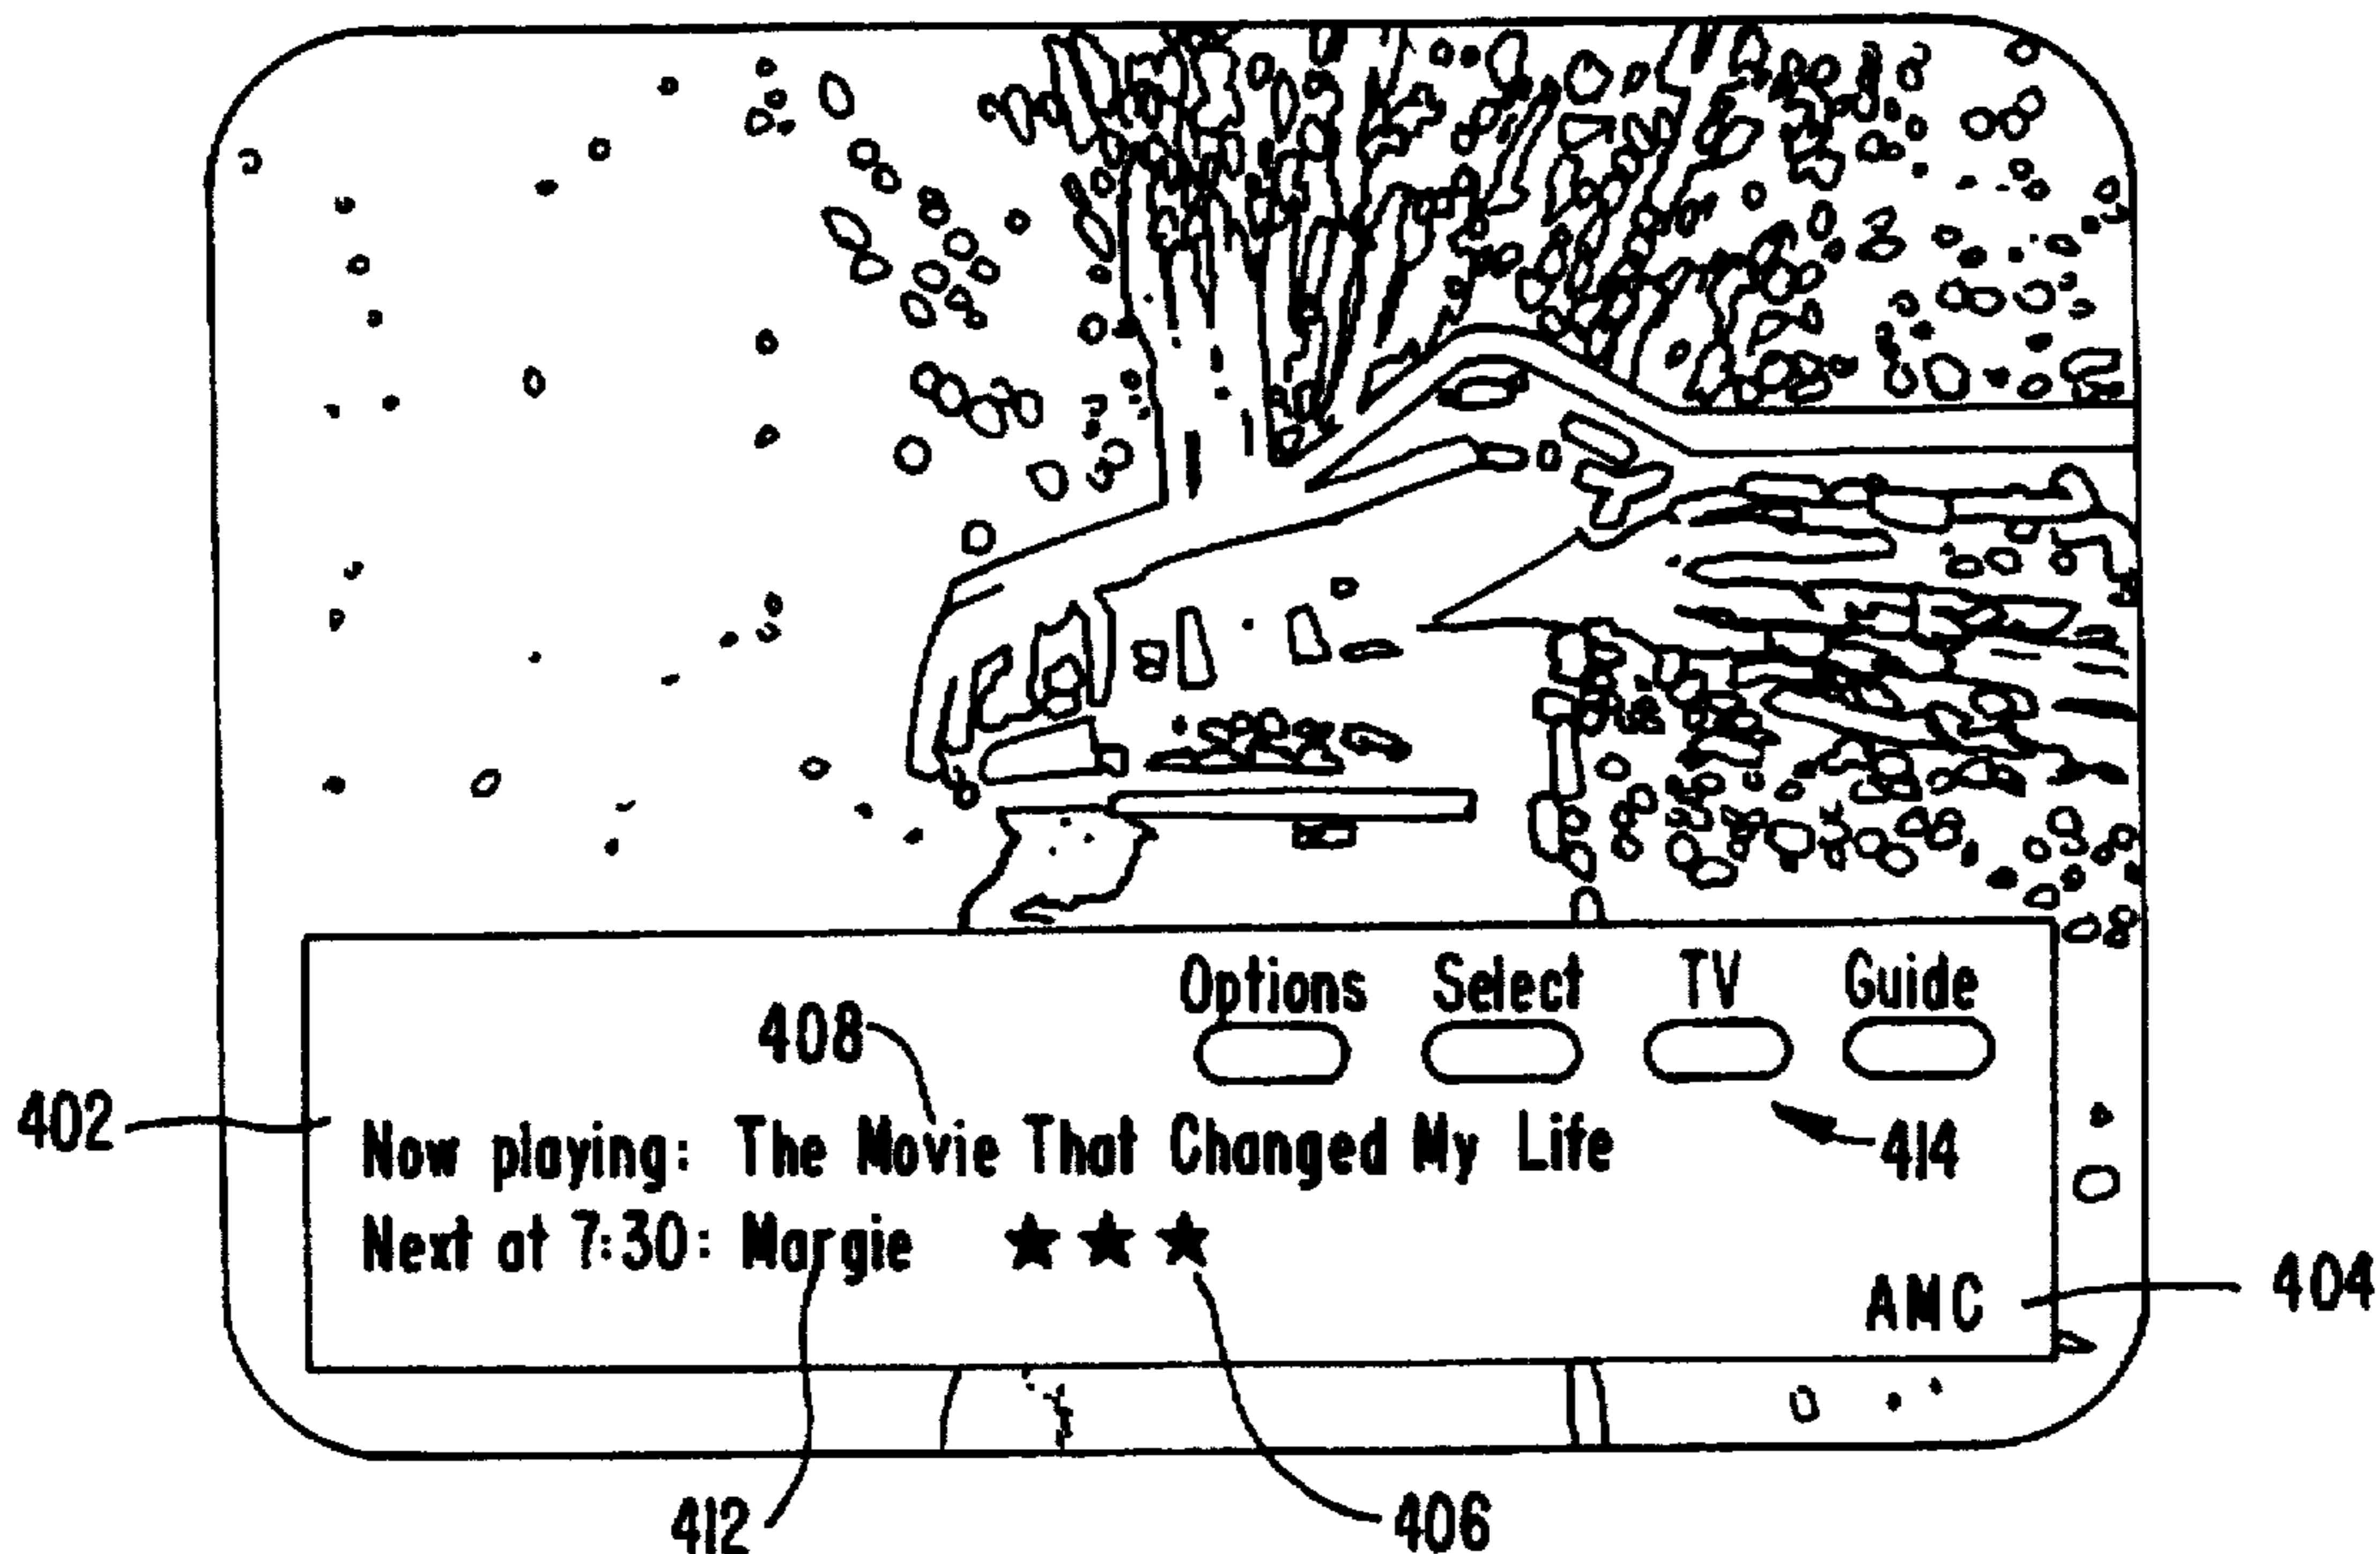 Options Select TV Guide
408
402
Now playing: The Movie That Changed My Life
414
Next at 7:30: Margie ★ ★ ★
AMC
404
412
406